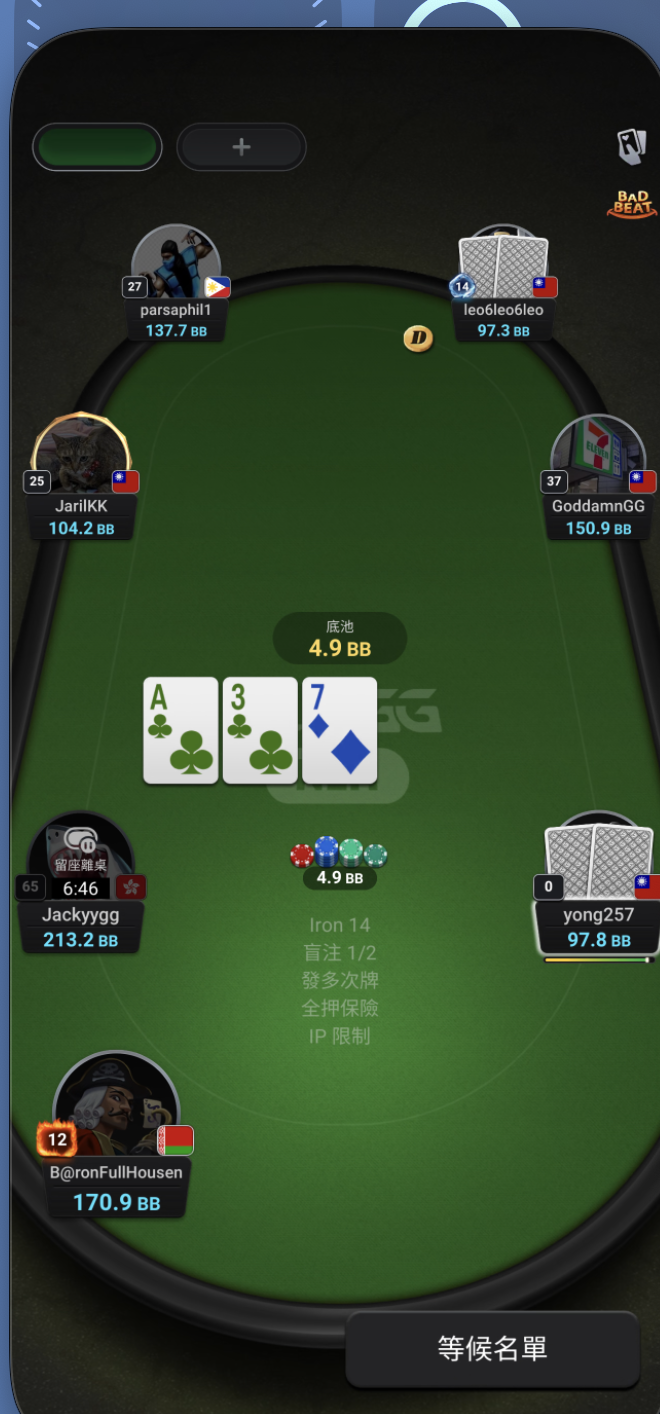 +
BAD
BEAT
27
parsaphil1
137.7 BB
14
leo6leo6leo
97.3 BB
D
25
JarilKK
104.2 BB
7
ELEVEN
37
GoddamnGG
150.9 BB
底池
4.9 BB
A
3
7
GG
留座離桌
65
6:46
Jackyygg
213.2 BB
4.9 BB
0
yong257
97.8 BB
Iron 14
盲注 1/2
發多次牌
全押保險
IP 限制
12
B@ronFullHousen
170.9 BB
等候名單